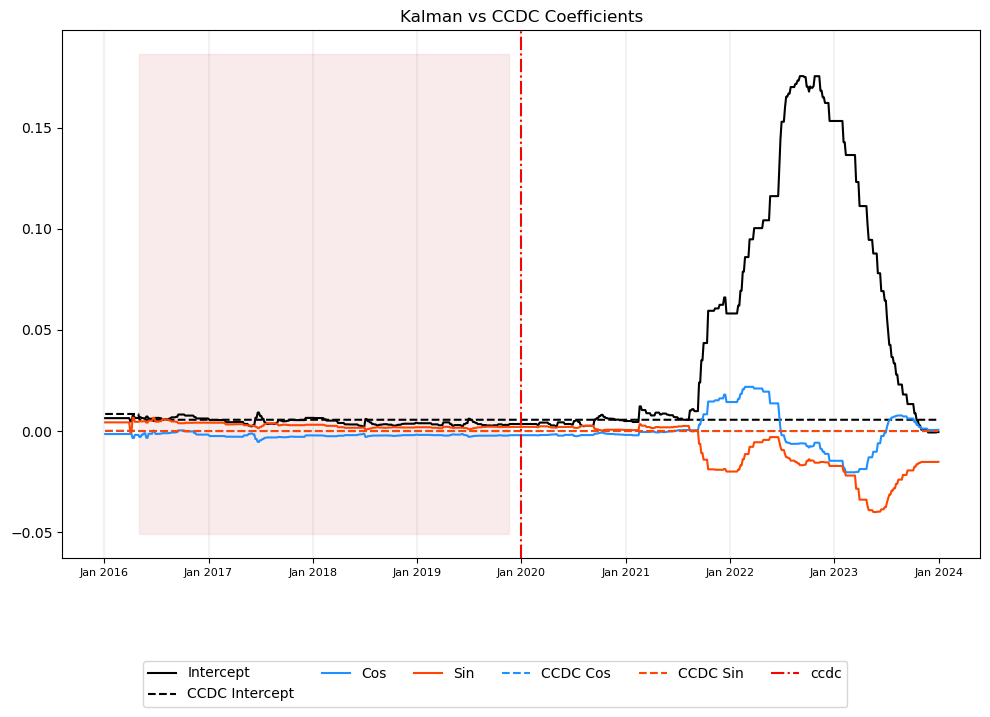 Kalman vs CCDC Coefficients
0.15
0.10
0.05
0.00
−0.05
Jan 2016 Jan 2017 Jan 2018 Jan 2019 Jan 2020 Jan 2021 Jan 2022 Jan 2023 Jan 2024
Intercept Cos Sin CCDC Cos CCDC Sin ccdc
CCDC Intercept